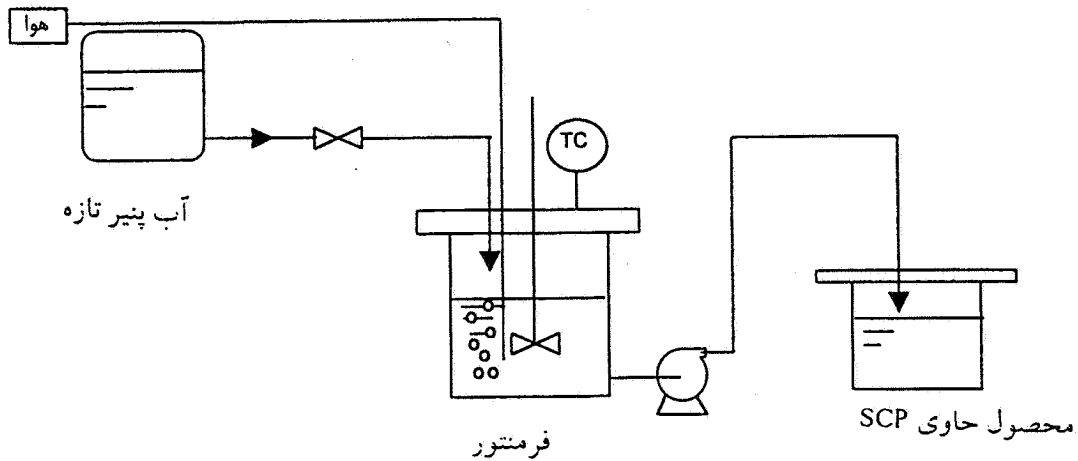 هوا
TC
آب پنیر تازه
محصول حاوی SCP
فرمنتور